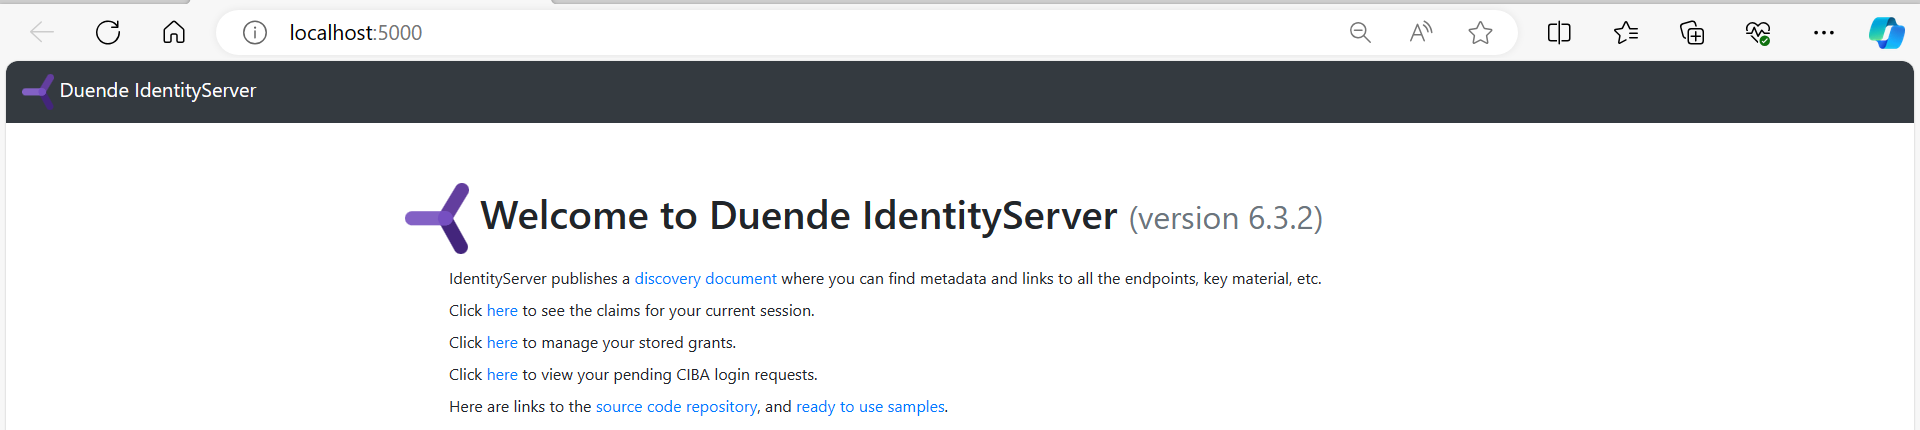 localhost:5000
Duende IdentityServer
Welcome to Duende IdentityServer (version 6.3.2)
IdentityServer publishes a discovery document where you can find metadata and links to all the endpoints, key material, etc.
Click here to see the claims for your current session.
Click here to manage your stored grants.
Click here to view your pending CIBA login requests.
Here are links to the source code repository, and ready to use samples.